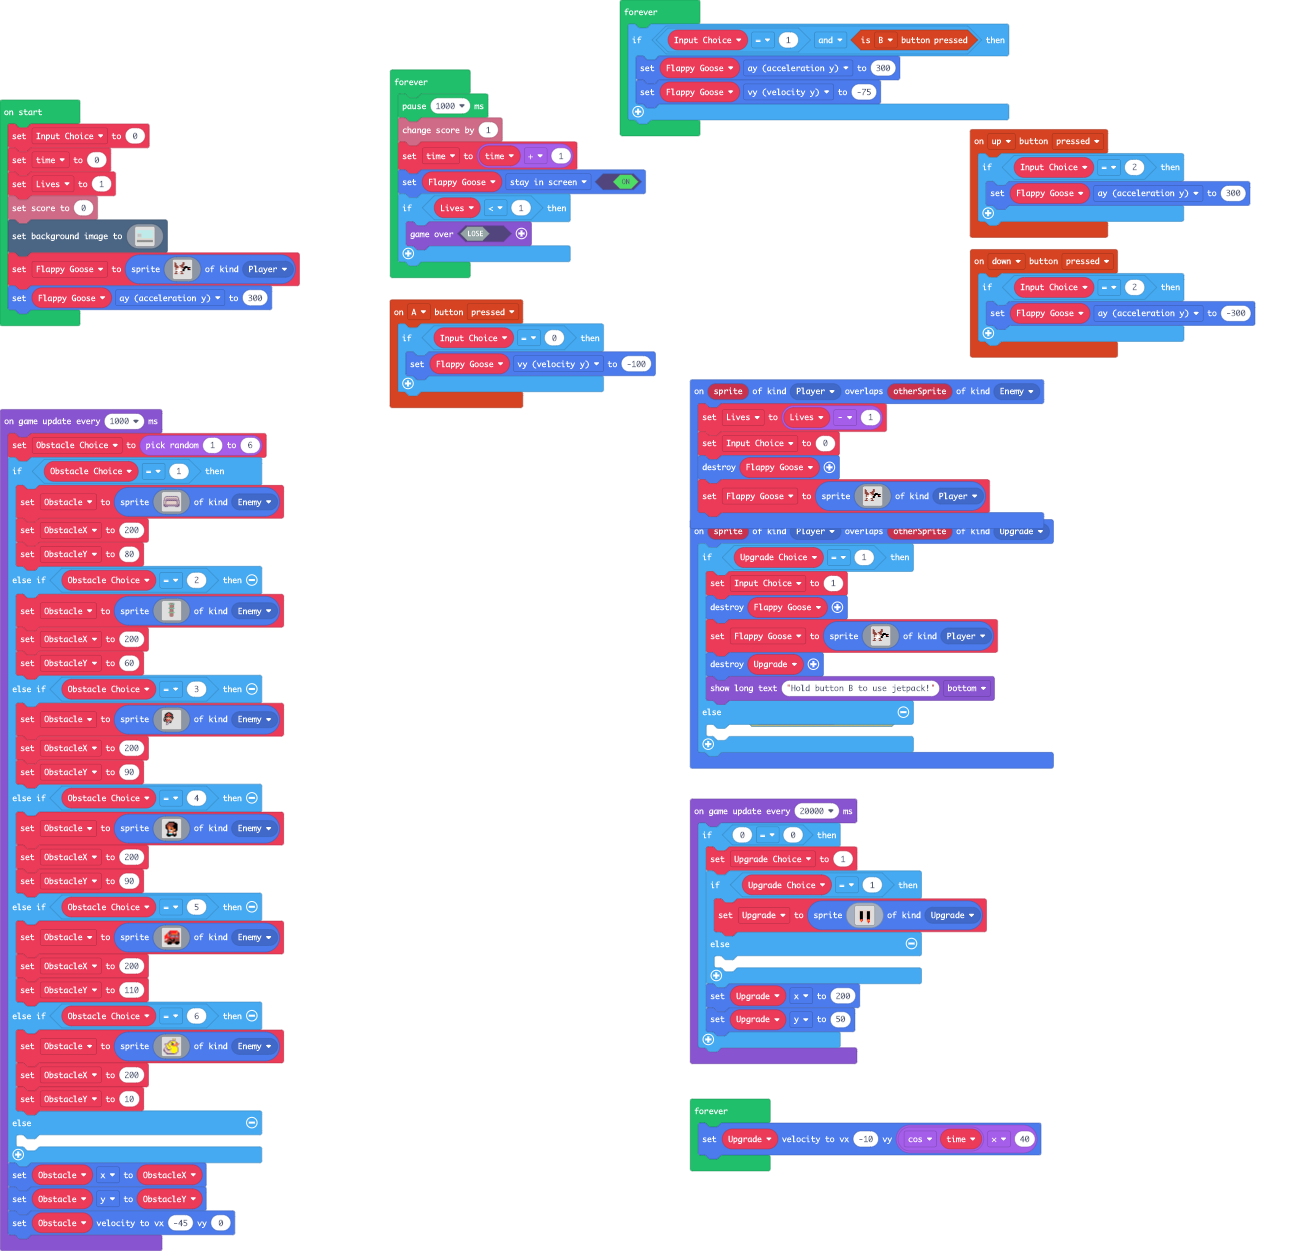 on start
set Input Choice to 0
set time to 0
set Lives to 1
set score to 0
set background image to
set Flappy Goose to sprite of kind Player
set Flappy Goose ay (acceleration y) to 300
forever
pause 1000 ms
change score by 1
set time to time + 1
set Flappy Goose stay in screen ON
if Lives < 1 then
game over LOSE
on A button pressed
if Input Choice = 0 then
set Flappy Goose vy (velocity y) to -100
forever
if Input Choice = 1 and is B button pressed then
set Flappy Goose ay (acceleration y) to 300
set Flappy Goose vy (velocity y) to -75
on up button pressed
if Input Choice = 2 then
set Flappy Goose ay (acceleration y) to 300
on down button pressed
if Input Choice = 2 then
set Flappy Goose ay (acceleration y) to -300
on game update every 1000 ms
set Obstacle Choice to pick random 1 to 6
if Obstacle Choice = 1 then
set Obstacle to sprite of kind Enemy
set ObstacleX to 200
set ObstacleY to 80
else if Obstacle Choice = 2 then
set Obstacle to sprite of kind Enemy
set ObstacleX to 200
set ObstacleY to 60
else if Obstacle Choice = 3 then
set Obstacle to sprite of kind Enemy
set ObstacleX to 200
set ObstacleY to 90
else if Obstacle Choice = 4 then
set Obstacle to sprite of kind Enemy
set ObstacleX to 200
set ObstacleY to 90
else if Obstacle Choice = 5 then
set Obstacle to sprite of kind Enemy
set ObstacleX to 200
set ObstacleY to 110
else if Obstacle Choice = 6 then
set Obstacle to sprite of kind Enemy
set ObstacleX to 200
set ObstacleY to 10
else
set Obstacle x to ObstacleX
set Obstacle y to ObstacleY
set Obstacle velocity to vx -45 vy 0
on sprite of kind Player overlaps otherSprite of kind Enemy
set Lives to Lives - 1
set Input Choice to 0
destroy Flappy Goose
set Flappy Goose to sprite of kind Player
on sprite of kind Player overlaps otherSprite of kind Upgrade
if Upgrade Choice = 1 then
set Input Choice to 1
destroy Flappy Goose
set Flappy Goose to sprite of kind Player
destroy Upgrade
show long text "Hold button B to use jetpack!" bottom
else
on game update every 20000 ms
if 0 = 0 then
set Upgrade Choice to 1
if Upgrade Choice = 1 then
set Upgrade to sprite of kind Upgrade
else
set Upgrade x to 200
set Upgrade y to 50
forever
set Upgrade velocity to vx -10 vy cos time x 40